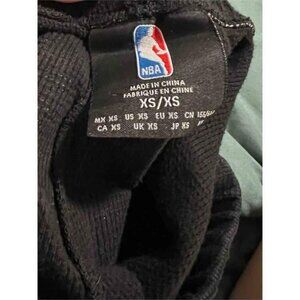 NBA
MADE IN CHINA
FABRIQUE EN CHINE
XS/XS
MX XS US XS EU XS CN
CA XS UK XS JP XS